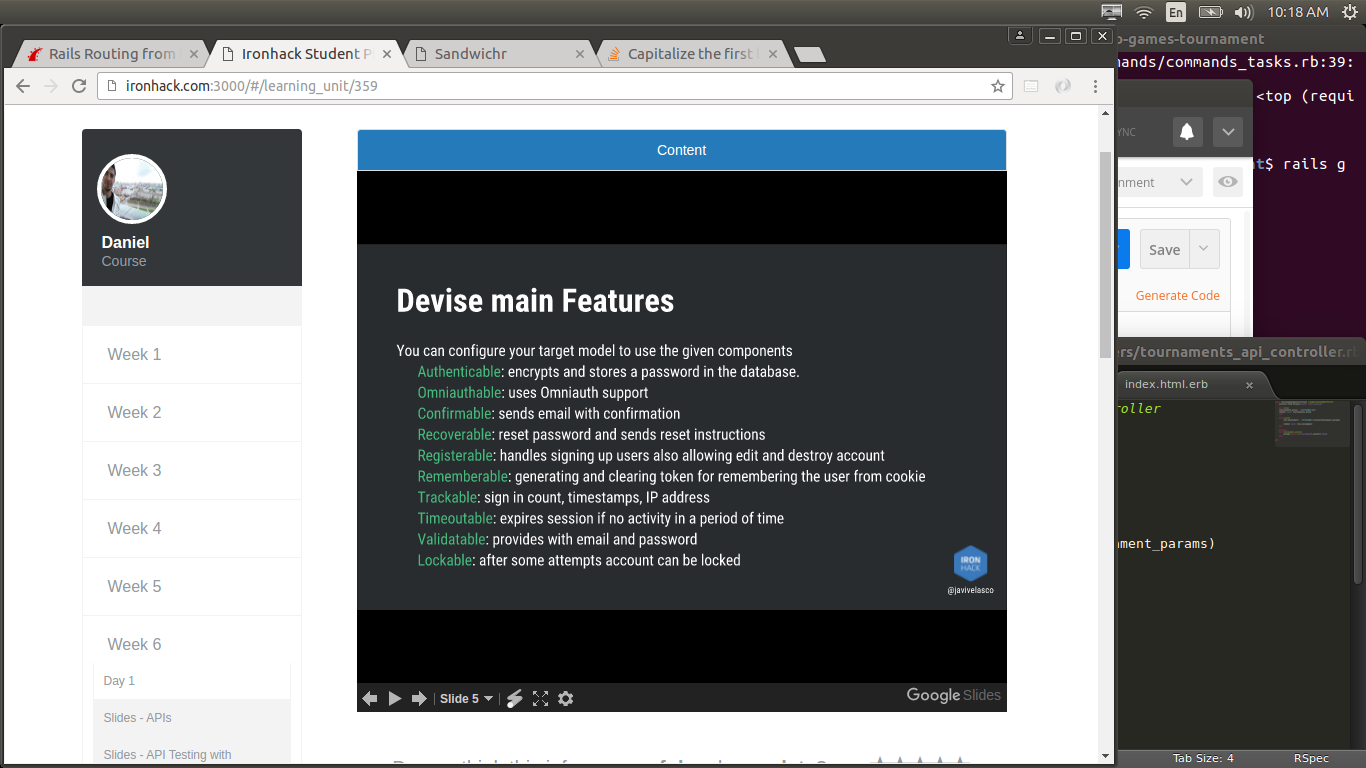 En
10:18 AM
Rails Routing from
Ironhack Student P
Sandwichr
Capitalize the first
ironhack.com:3000/#/learning_unit/359
-games-tournament
ands/commands_tasks.rb:39:
<top (requi
t$ rails g
YNC
nment
Save
Generate Code
ers/tournaments_api_controller.r
index.html.erb
roller
ament_params)
Tab Size: 4
RSpec
Daniel
Course
Week 1
Week 2
Week 3
Week 4
Week 5
Week 6
Day 1
Slides - APIs
Slides - API Testing with
Content
Devise main Features
You can configure your target model to use the given components
Authenticable: encrypts and stores a password in the database.
Omniauthable: uses Omniauth support
Confirmable: sends email with confirmation
Recoverable: reset password and sends reset instructions
Registerable: handles signing up users also allowing edit and destroy account
Rememberable: generating and clearing token for remembering the user from cookie
Trackable: sign in count, timestamps, IP address
Timeoutable: expires session if no activity in a period of time
Validatable: provides with email and password
Lockable: after some attempts account can be locked
IRON
HACK
@javivelasco
Slide 5
Google Slides